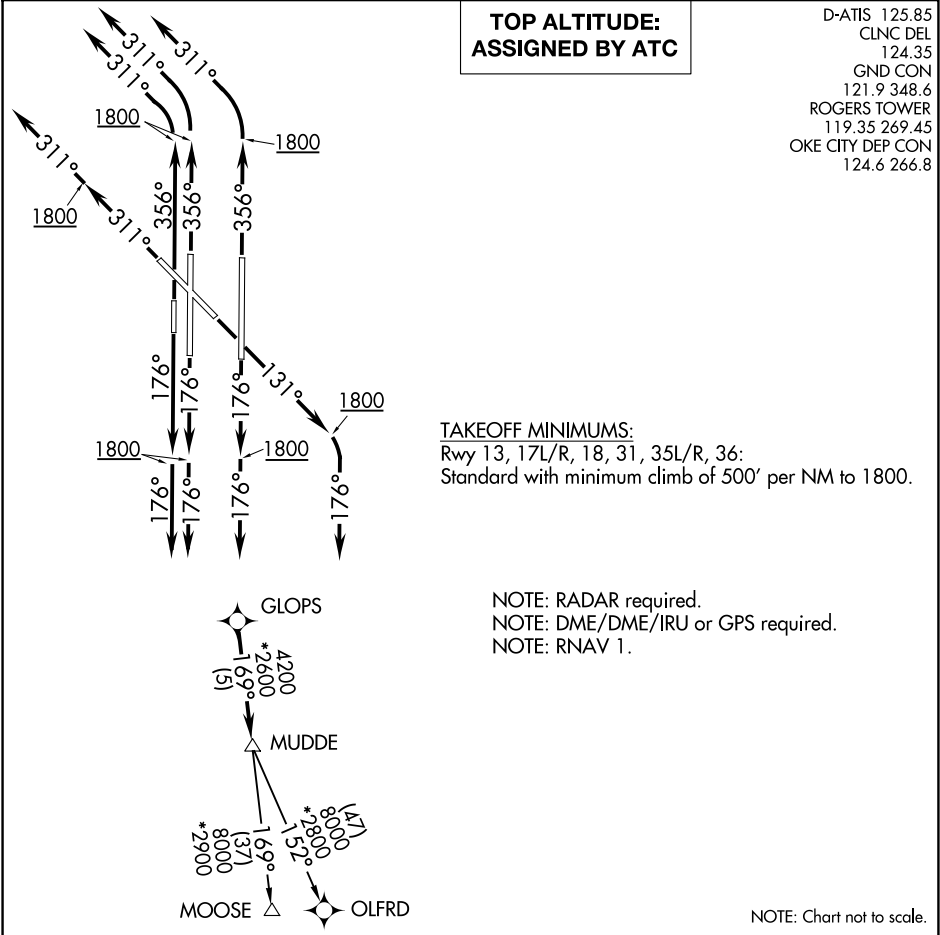 TOP ALTITUDE:
ASSIGNED BY ATC
D-ATIS 125.85
CLNC DEL
124.35
GND CON
121.9 348.6
ROGERS TOWER
119.35 269.45
OKE CITY DEP CON
124.6 266.8
311°
311°
311°
1800
1800
311°
356°
356°
356°
1800
311°
176°
176°
176°
131°
1800
1800
1800
176°
176°
176°
176°
TAKEOFF MINIMUMS:
Rwy 13, 17L/R, 18, 31, 35L/R, 36:
Standard with minimum climb of 500' per NM to 1800.
NOTE: RADAR required.
NOTE: DME/DME/IRU or GPS required.
NOTE: RNAV 1.
GLOPS
4200
*2600
169°
(5)
MUDDE
(47)
8000
*2800
152°
169°
(37)
8000
*2900
MOOSE
OLFRD
NOTE: Chart not to scale.